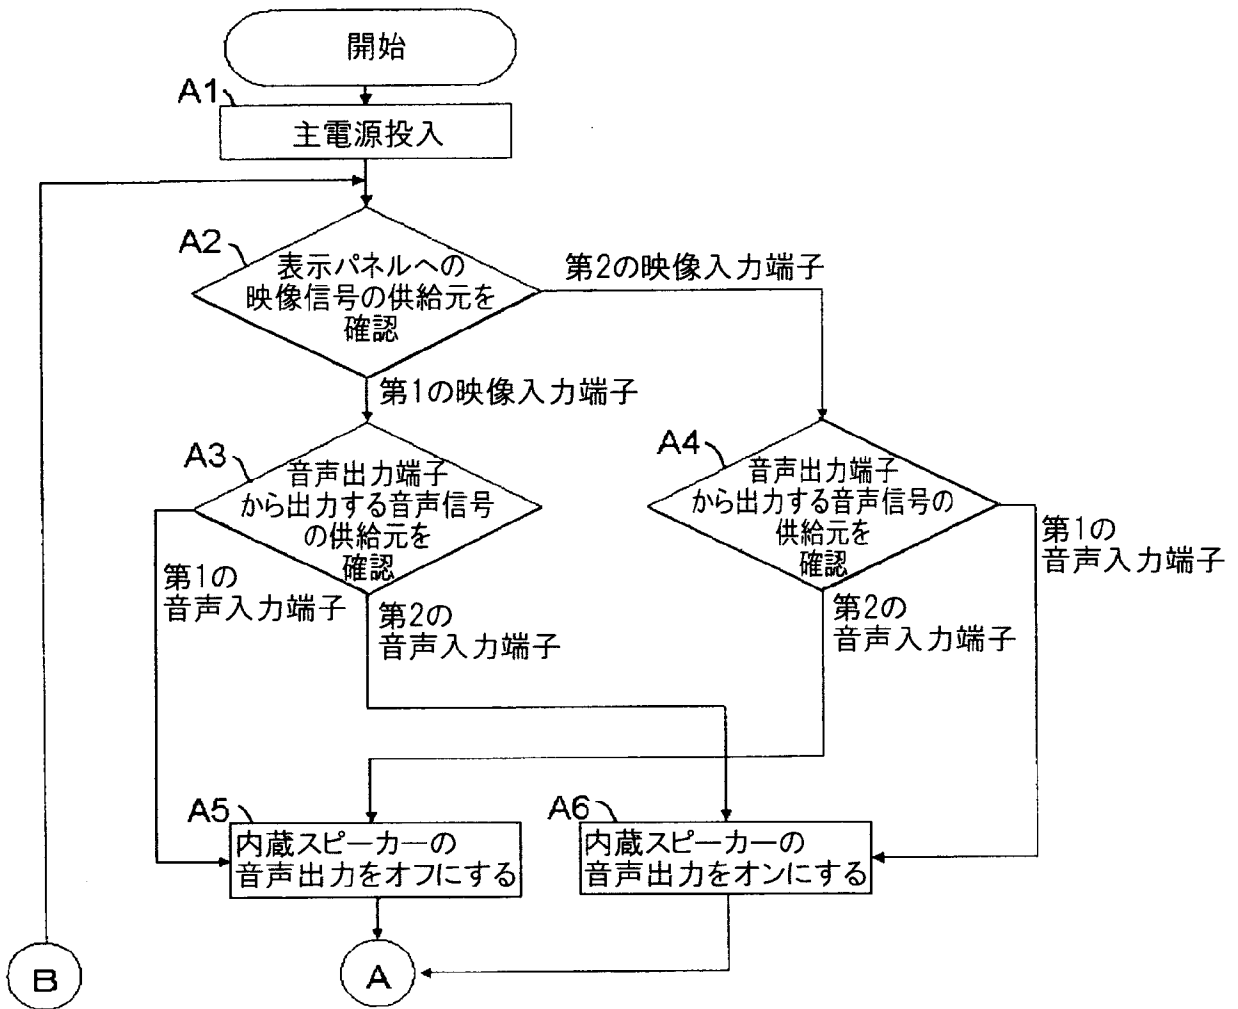 開始
A1
主電源投入
A2
表示パネルへの
映像信号の供給元を
確認
第2の映像入力端子
第1の映像入力端子
A3
音声出力端子
から出力する音声信号
の供給元を
確認
A4
音声出力端子
から出力する音声信号の
供給元を
確認
第1の
音声入力端子
第2の
音声入力端子
第2の
音声入力端子
第1の
音声入力端子
A5
内蔵スピーカーの
音声出力をオフにする
A6
内蔵スピーカーの
音声出力をオンにする
B
A